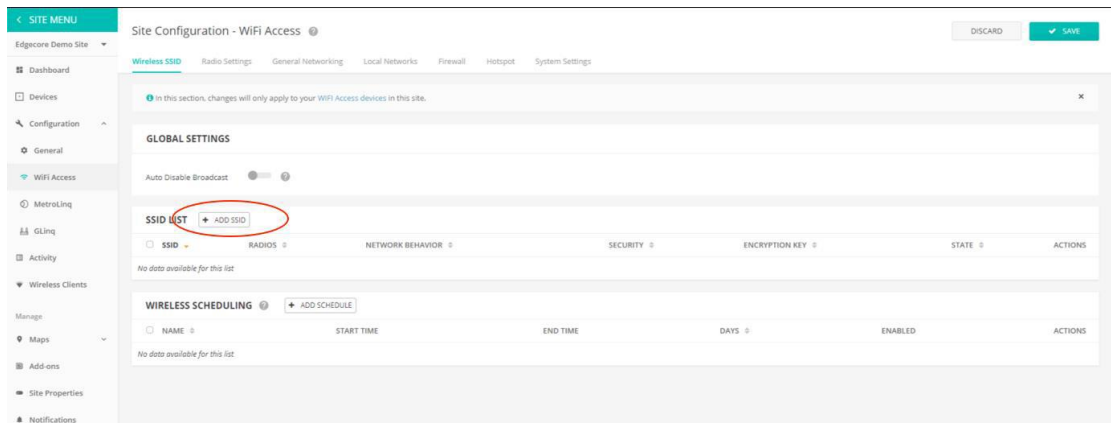 < SITE MENU
Edgecore Demo Site
Dashboard
Devices
Configuration
General
WiFi Access
MetroLinq
GLinq
Activity
Wireless Clients
Manage
Maps
Add-ons
Site Properties
Notifications
Site Configuration - WiFi Access ?
DISCARD
SAVE
Wireless SSID Radio Settings General Networking Local Networks Firewall Hotspot System Settings
In this section, changes will only apply to your WiFi Access devices in this site. ×
GLOBAL SETTINGS
Auto Disable Broadcast ?
SSID LIST + ADD SSID
SSID RADIOS NETWORK BEHAVIOR SECURITY ENCRYPTION KEY STATE ACTIONS
No data available for this list
WIRELESS SCHEDULING ? + ADD SCHEDULE
NAME START TIME END TIME DAYS ENABLED ACTIONS
No data available for this list